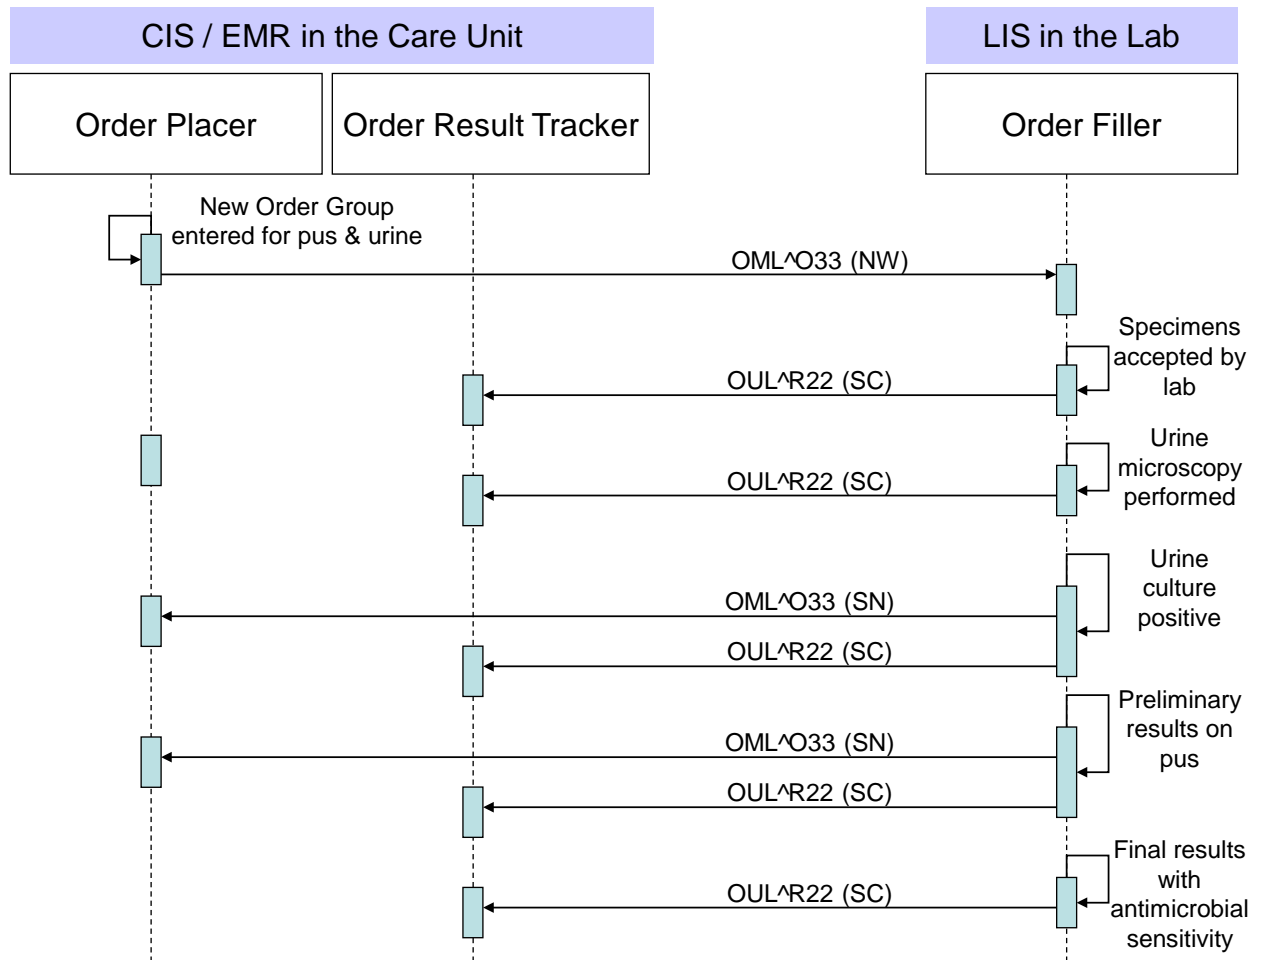 CIS / EMR in the Care Unit
LIS in the Lab
Order Placer
Order Result Tracker
Order Filler
New Order Group
entered for pus & urine
OML^O33 (NW)
Specimens
accepted by
lab
OUL^R22 (SC)
Urine
microscopy
performed
OUL^R22 (SC)
Urine
culture
positive
OML^O33 (SN)
OUL^R22 (SC)
Preliminary
results on
pus
OML^O33 (SN)
OUL^R22 (SC)
Final results
with
antimicrobial
sensitivity
OUL^R22 (SC)